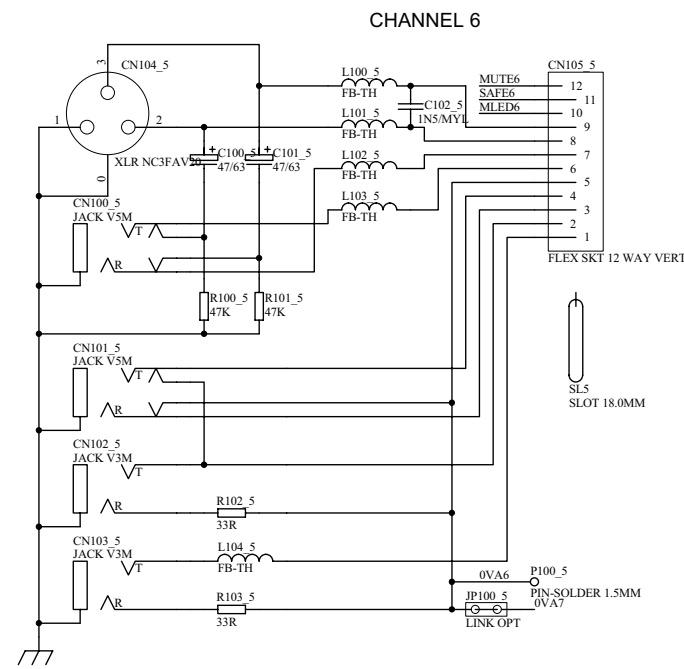 CHANNEL 6
CN104_5
3
1
2
0
XLR NC3FAV20
L100_5
FB-TH
L101_5
FB-TH
L102_5
FB-TH
L103_5
FB-TH
C102_5
1N5/MYL
C100_5
47/63
C101_5
47/63
+
+
CN105_5
MUTE6
SAFE6
MLED6
12
11
10
9
8
7
6
5
4
3
2
1
FLEX SKT 12 WAY VERT
CN100_5
JACK V5M
T
R
R100_5
47K
R101_5
47K
SL5
SLOT 18.0MM
CN101_5
JACK V5M
T
R
CN102_5
JACK V3M
T
R
R102_5
33R
CN103_5
JACK V3M
T
R
L104_5
FB-TH
R103_5
33R
0VA6
P100_5
PIN-SOLDER 1.5MM
JP100_5
0VA7
LINK OPT